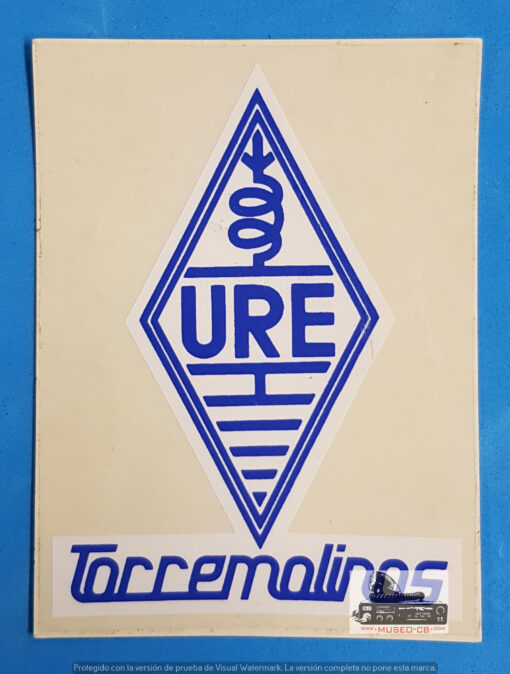 URE
Torremolinos
WWW.MUSEO-CB.COM
Protegido con la versión de prueba de Visual Watermark. La versión completa no pone esta marca.